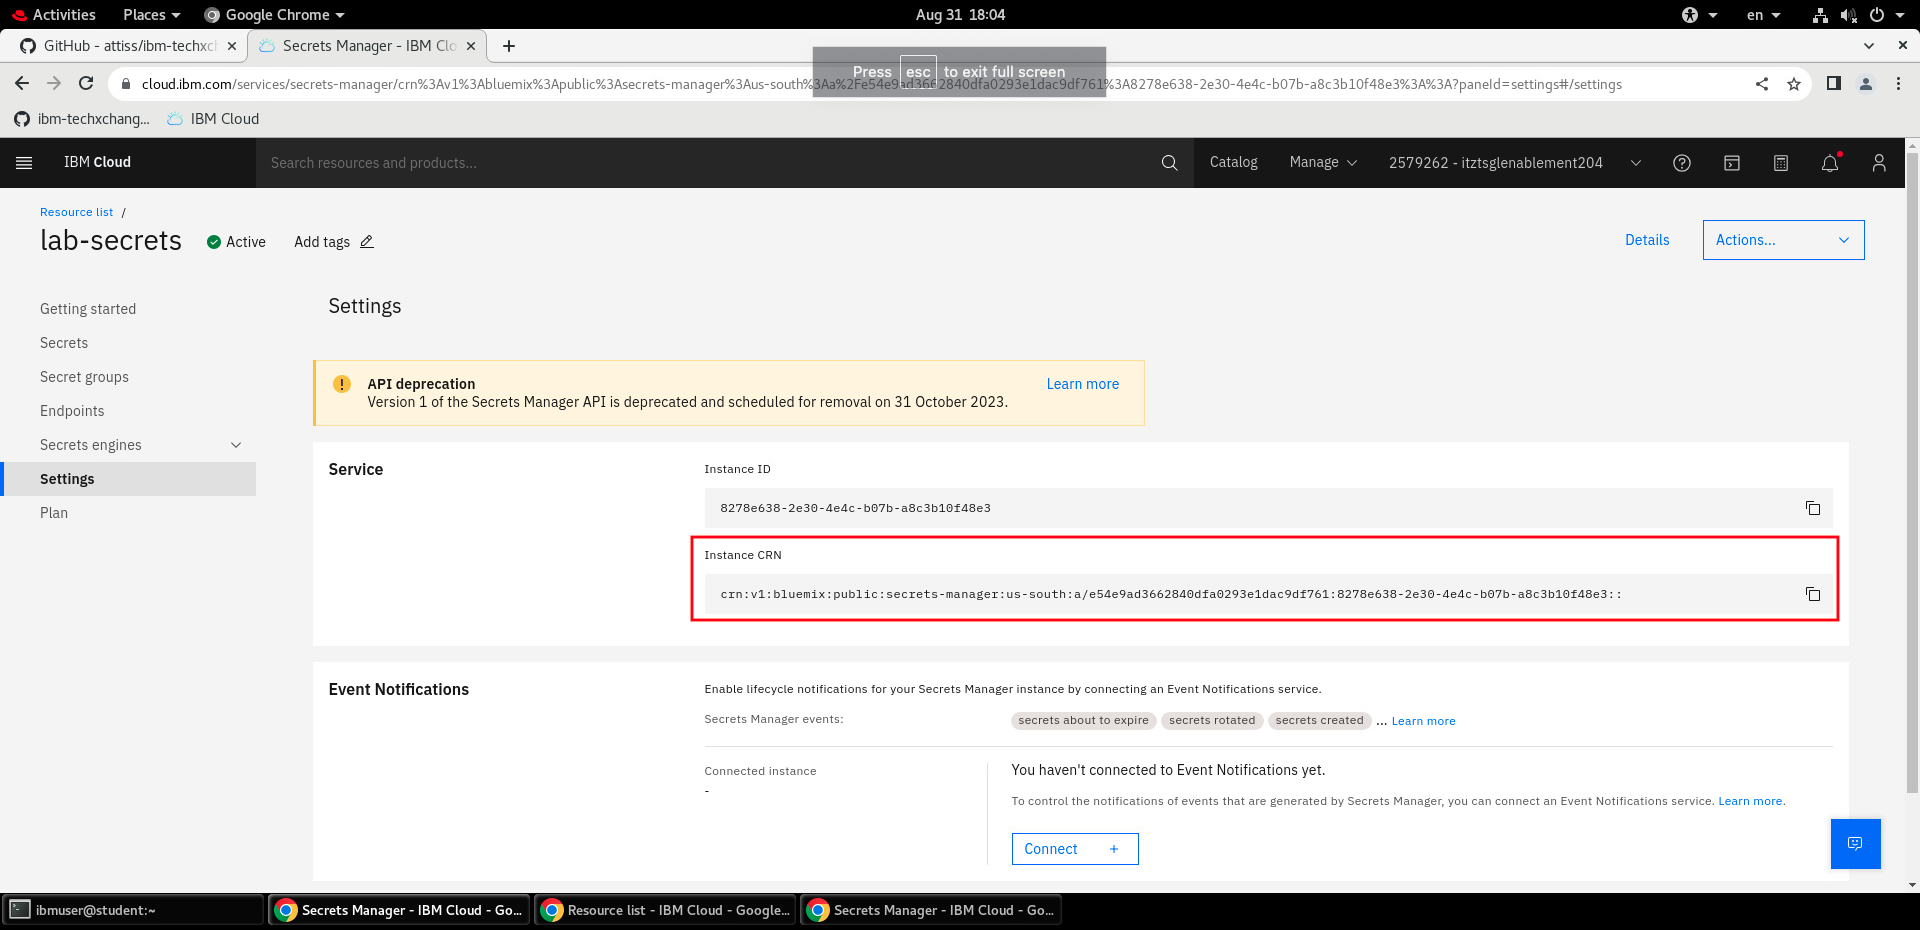 Activities Places Google Chrome Aug 31 18:04 en
GitHub - attiss/ibm-techxch Secrets Manager - IBM Clo
Press esc to exit full screen
cloud.ibm.com/services/secrets-manager/crn%3Av1%3Abluemix%3Apublic%3Asecrets-manager%3Aus-south%3Aa%2Fe54e9ad3662840dfa0293e1dac9df761%3A8278e638-2e30-4e4c-b07b-a8c3b10f48e3%3A%3A?paneId=settings#/settings
ibm-techxchang... IBM Cloud
IBM Cloud Search resources and products... Catalog Manage 2579262 - itztsglenablement204
Resource list /
lab-secrets Active Add tags Details Actions...
Getting started
Secrets
Secret groups
Endpoints
Secrets engines
Settings
Plan
Settings
API deprecation Learn more
Version 1 of the Secrets Manager API is deprecated and scheduled for removal on 31 October 2023.
Service
Instance ID
8278e638-2e30-4e4c-b07b-a8c3b10f48e3
Instance CRN
crn:v1:bluemix:public:secrets-manager:us-south:a/e54e9ad3662840dfa0293e1dac9df761:8278e638-2e30-4e4c-b07b-a8c3b10f48e3::
Event Notifications
Enable lifecycle notifications for your Secrets Manager instance by connecting an Event Notifications service.
Secrets Manager events: secrets about to expire secrets rotated secrets created ... Learn more
Connected instance
-
You haven't connected to Event Notifications yet.
To control the notifications of events that are generated by Secrets Manager, you can connect an Event Notifications service. Learn more.
Connect +
ibmuser@student:~ Secrets Manager - IBM Cloud - Go... Resource list - IBM Cloud - Google... Secrets Manager - IBM Cloud - Go...